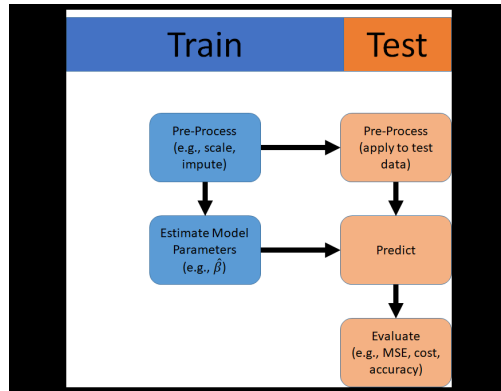 Train
Test
Pre-Process
(e.g., scale,
impute)
Pre-Process
(apply to test
data)
Estimate Model
Parameters
(e.g., β̂)
Predict
Evaluate
(e.g., MSE, cost,
accuracy)